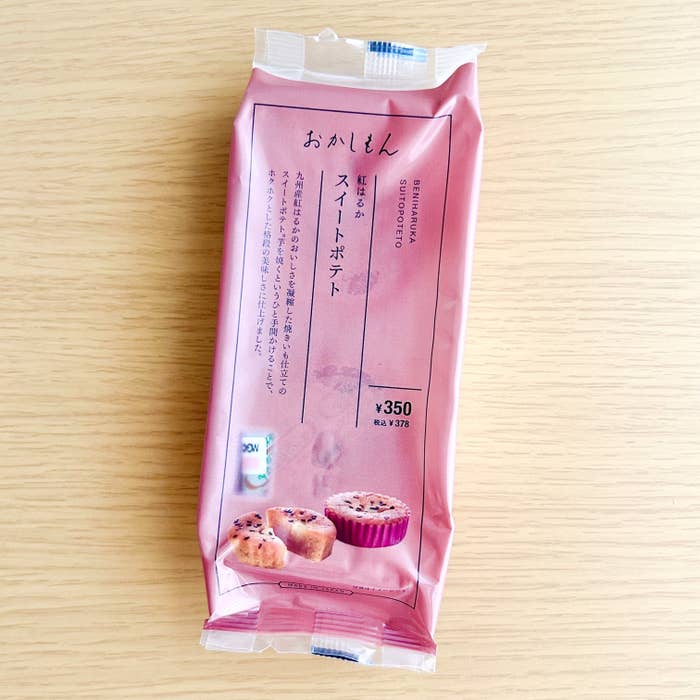 おかしもん
BENIHARUKA
SUITOPOTETO
紅はるか
スイートポテト
九州産紅はるかのおいしさを凝縮した焼きいも仕立ての
スイートポテト。芋を焼くというひと手間かけることで、
ホクホクとした格段の美味しさに仕上げました。
¥350
税込 ¥378
MADE IN JAPAN